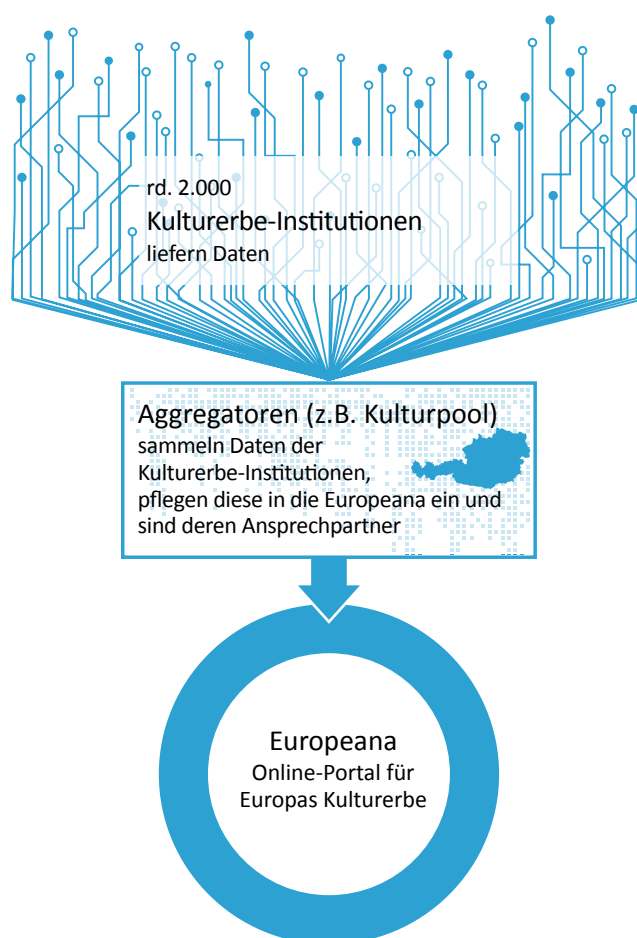 rd. 2.000
Kulturerbe-Institutionen
liefern Daten
Aggregatoren (z.B. Kulturpool)
sammeln Daten der
Kulturerbe-Institutionen,
pflegen diese in die Europeana ein und
sind deren Ansprechpartner
Europeana
Online-Portal für
Europas Kulturerbe